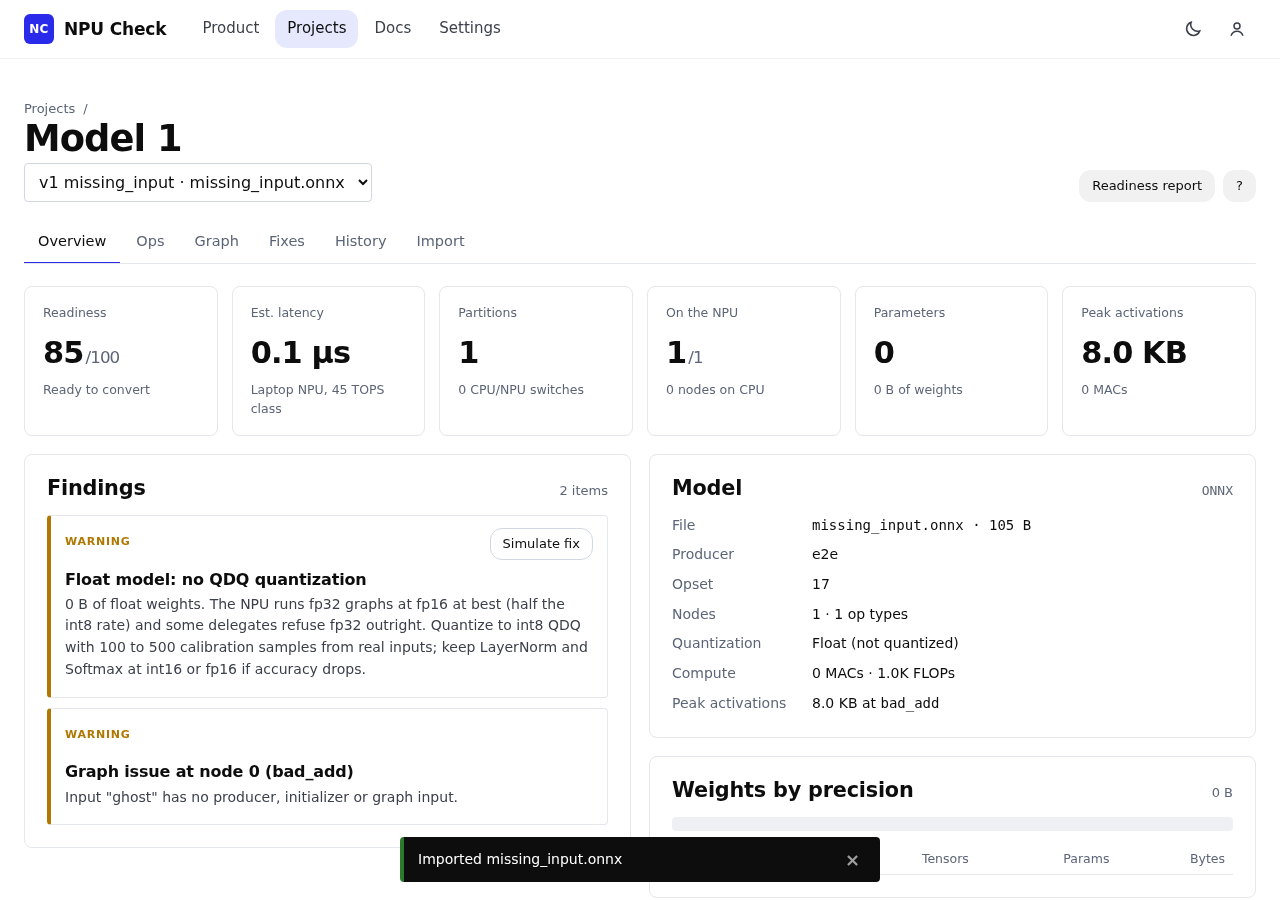 NC NPU Check Product Projects Docs Settings
Projects /
Model 1
v1 missing_input · missing_input.onnx
Readiness report ?
Overview Ops Graph Fixes History Import
Readiness
85/100
Ready to convert
Est. latency
0.1 µs
Laptop NPU, 45 TOPS
class
Partitions
1
0 CPU/NPU switches
On the NPU
1/1
0 nodes on CPU
Parameters
0
0 B of weights
Peak activations
8.0 KB
0 MACs
Findings 2 items
WARNING
Simulate fix
Float model: no QDQ quantization
0 B of float weights. The NPU runs fp32 graphs at fp16 at best (half the
int8 rate) and some delegates refuse fp32 outright. Quantize to int8 QDQ
with 100 to 500 calibration samples from real inputs; keep LayerNorm and
Softmax at int16 or fp16 if accuracy drops.
WARNING
Graph issue at node 0 (bad_add)
Input "ghost" has no producer, initializer or graph input.
Model ONNX
File missing_input.onnx · 105 B
Producer e2e
Opset 17
Nodes 1 · 1 op types
Quantization Float (not quantized)
Compute 0 MACs · 1.0K FLOPs
Peak activations 8.0 KB at bad_add
Weights by precision 0 B
Tensors Params Bytes
Imported missing_input.onnx ×